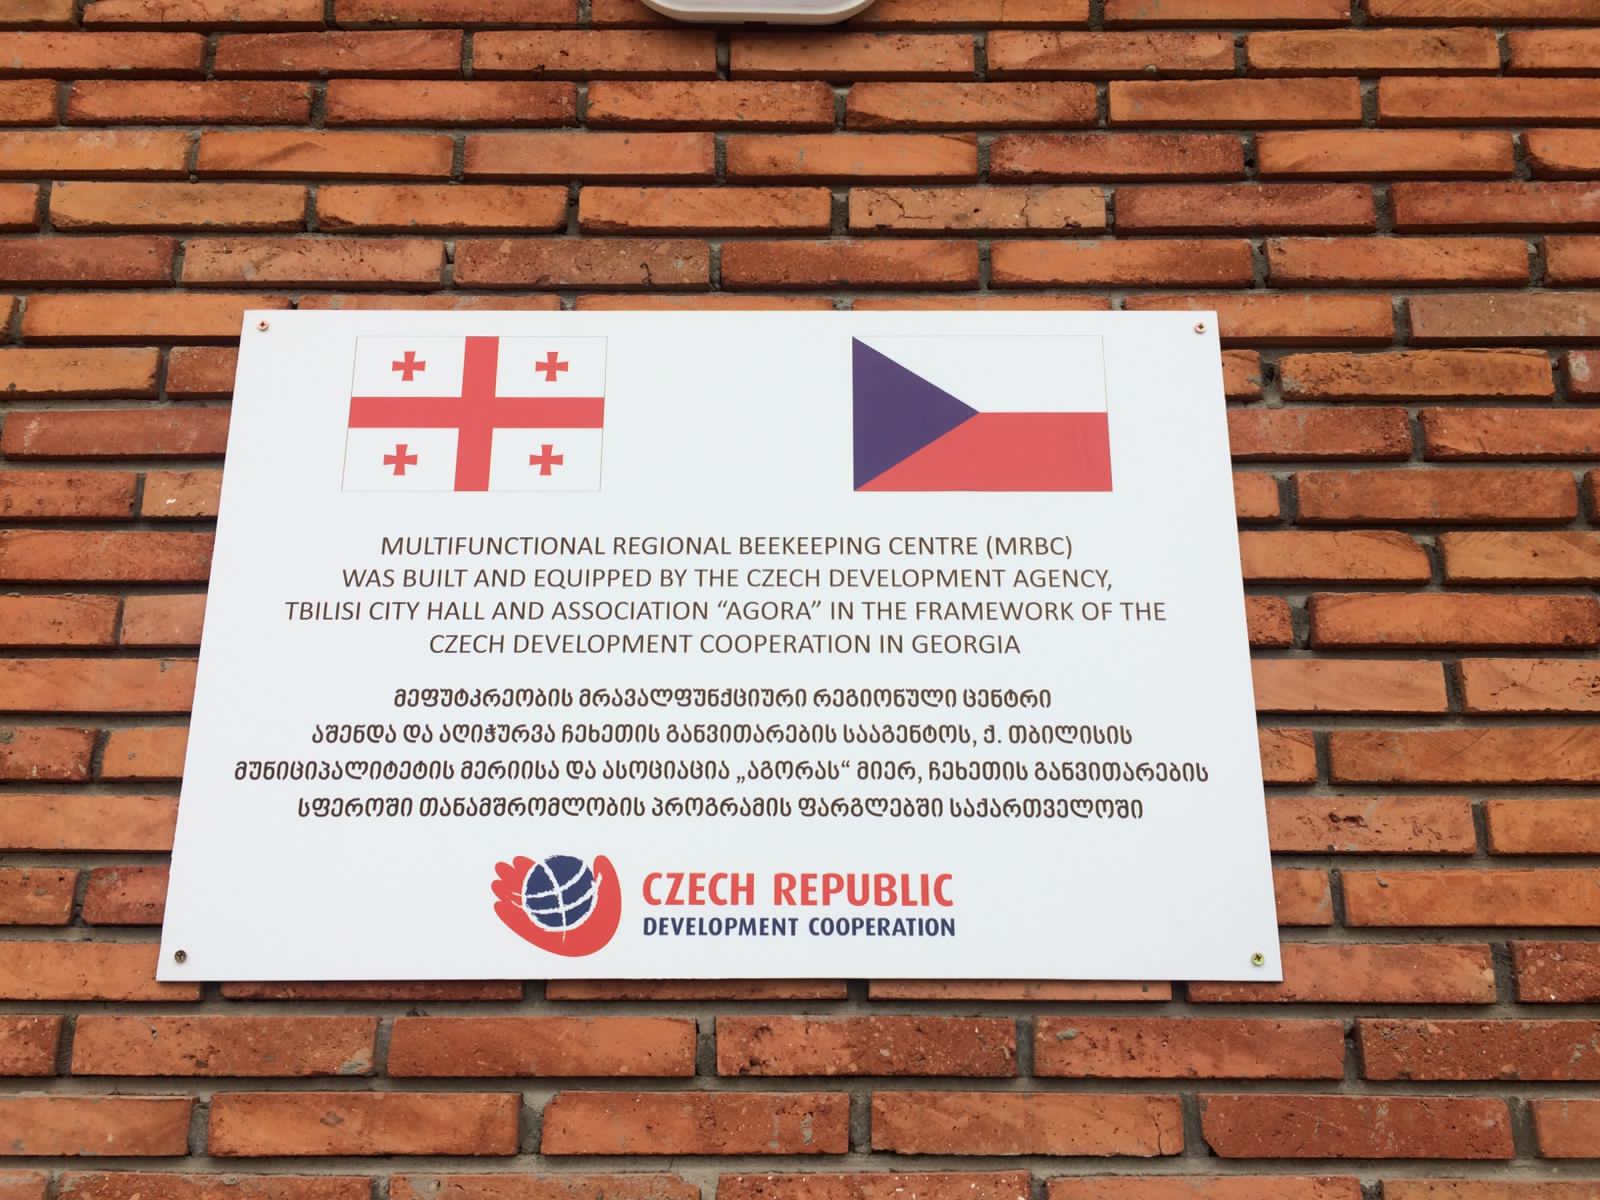 MULTIFUNCTIONAL REGIONAL BEEKEEPING CENTRE (MRBC)
WAS BUILT AND EQUIPPED BY THE CZECH DEVELOPMENT AGENCY,
TBILISI CITY HALL AND ASSOCIATION “AGORA” IN THE FRAMEWORK OF THE
CZECH DEVELOPMENT COOPERATION IN GEORGIA
მეფუტკრეობის მრავალფუნქციური რეგიონული ცენტრი
აშენდა და აღიჭურვა ჩეხეთის განვითარების სააგენტოს, ქ. თბილისის
მუნიციპალიტეტის მერიისა და ასოციაცია „აგორას“ მიერ, ჩეხეთის განვითარების
სფეროში თანამშრომლობის პროგრამის ფარგლებში საქართველოში
CZECH REPUBLIC
DEVELOPMENT COOPERATION